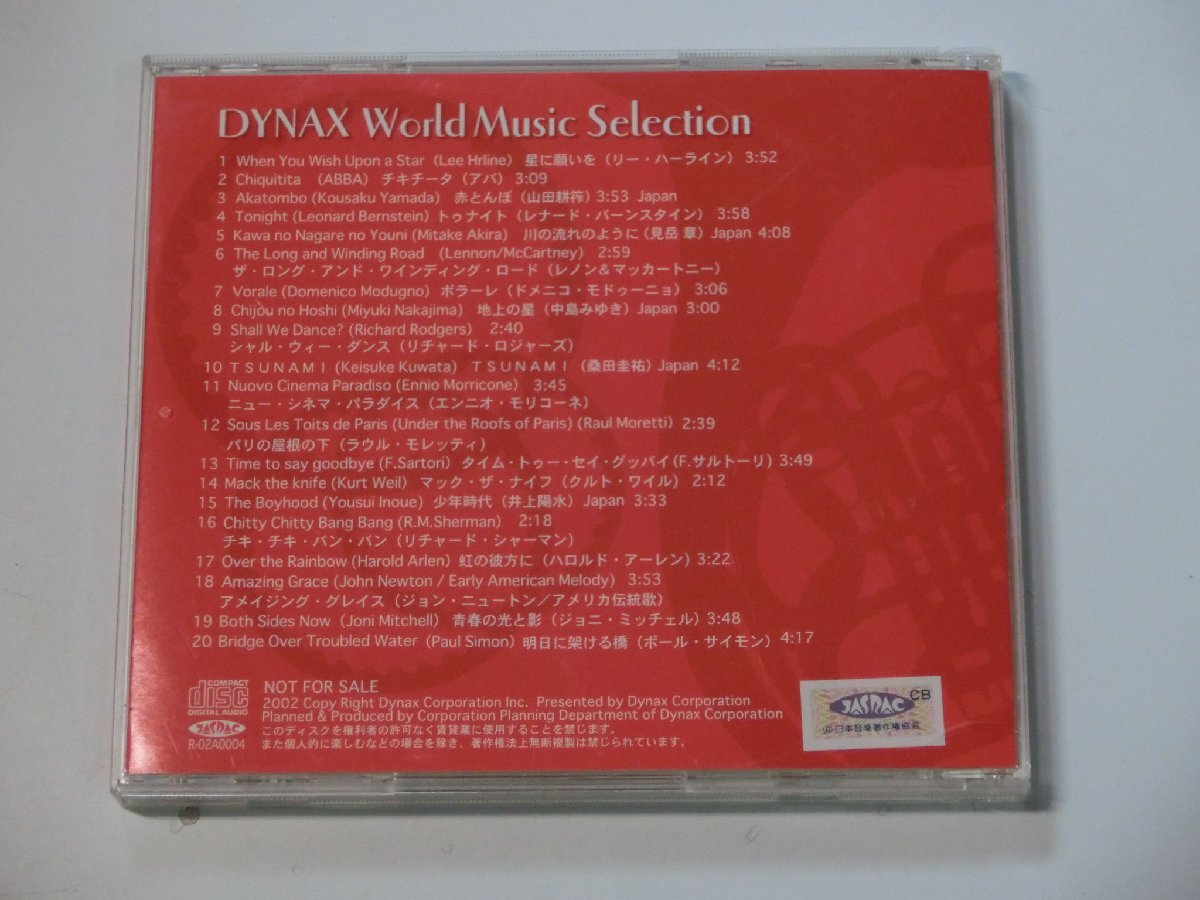 DYNAX World Music Selection
1 When You Wish Upon a Star (Lee Hrline) 星に願いを (リー・ハーライン) 3:52
2 Chiquitita (ABBA) チキチータ (アバ) 3:09
3 Akatombo (Kousaku Yamada) 赤とんぼ (山田耕筰) 3:53 Japan
4 Tonight (Leonard Bernstein) トゥナイト (レナード・バーンスタイン) 3:58
5 Kawa no Nagare no Youni (Mitake Akira) 川の流れのように (見岳 章) Japan 4:08
6 The Long and Winding Road (Lennon/McCartney) 2:59
ザ・ロング・アンド・ワインディング・ロード (レノン&マッカートニー)
7 Vorale (Domenico Modugno) ボラーレ (ドメニコ・モドゥーニョ) 3:06
8 Chijòu no Hoshi (Miyuki Nakajima) 地上の星 (中島みゆき) Japan 3:00
9 Shall We Dance? (Richard Rodgers) 2:40
シャル・ウィー・ダンス (リチャード・ロジャーズ)
10 TSUNAMI (Keisuke Kuwata) TSUNAMI (桑田圭祐) Japan 4:12
11 Nuovo Cinema Paradiso (Ennio Morricone) 3:45
ニュー・シネマ・パラダイス (エンニオ・モリコーネ)
12 Sous Les Toits de Paris (Under the Roofs of Paris) (Raul Moretti) 2:39
パリの屋根の下 (ラウル・モレッティ)
13 Time to say goodbye (F.Sartori) タイム・トゥー・セイ・グッバイ (F.サルトーリ) 3:49
14 Mack the knife (Kurt Weil) マック・ザ・ナイフ (クルト・ワイル) 2:12
15 The Boyhood (Yousui Inoue) 少年時代 (井上陽水) Japan 3:33
16 Chitty Chitty Bang Bang (R.M.Sherman) 2:18
チキ・チキ・バン・バン (リチャード・シャーマン)
17 Over the Rainbow (Harold Arlen) 虹の彼方に (ハロルド・アーレン) 3:22
18 Amazing Grace (John Newton / Early American Melody) 3:53
アメイジング・グレイス (ジョン・ニュートン/アメリカ伝統歌)
19 Both Sides Now (Joni Mitchell) 青春の光と影 (ジョニ・ミッチェル) 3:48
20 Bridge Over Troubled Water (Paul Simon) 明日に架ける橋 (ポール・サイモン) 4:17
COMPACT disc DIGITAL AUDIO
JASRAC
R-02A0004
NOT FOR SALE
2002 Copy Right Dynax Corporation Inc. Presented by Dynax Corporation
Planned & Produced by Corporation Planning Department of Dynax Corporation
このディスクを権利者の許可なく賃貸業に使用することを禁じます。
また個人的に楽しむなどの場合を除き、著作権法上無断複製は禁じられています。
JASRAC CB
(社)日本音楽著作権協会